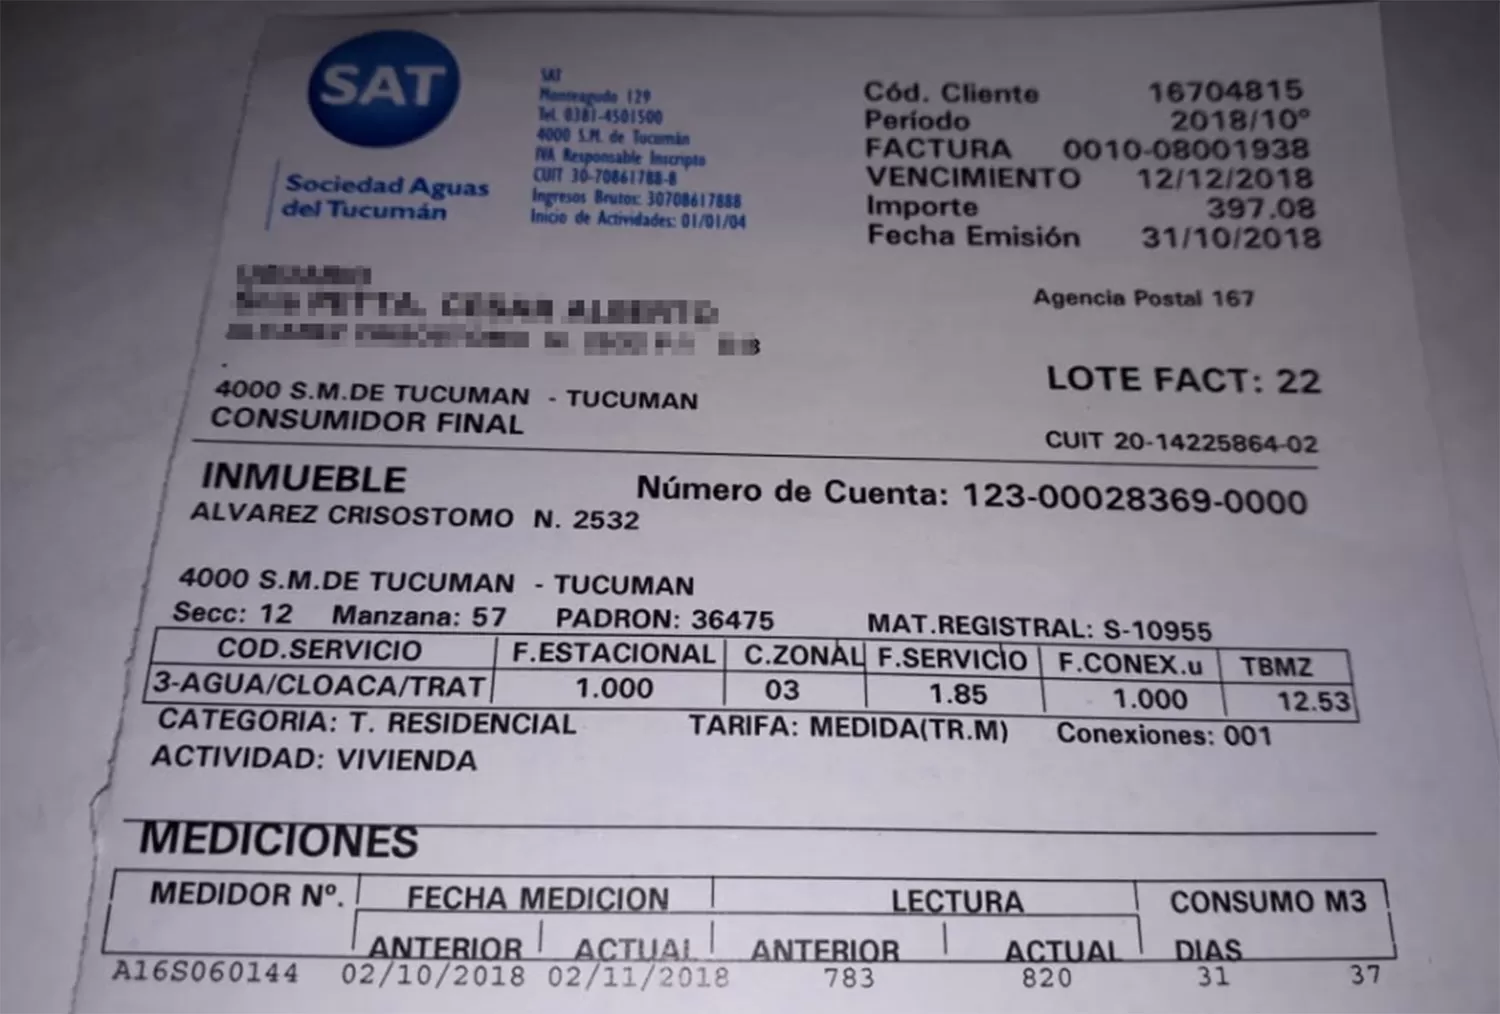 SAT
Sociedad Aguas
del Tucumán
SAT
Monteagudo 129
Tel. 0381-4501500
4000 S.M. de Tucumán
IVA Responsable Inscripto
CUIT 30-70861788-8
Ingresos Brutos: 30708617888
Inicio de Actividades: 01/01/04
Cód. Cliente 16704815
Período 2018/10º
FACTURA 0010-08001938
VENCIMIENTO 12/12/2018
Importe 397.08
Fecha Emisión 31/10/2018
Agencia Postal 167
4000 S.M.DE TUCUMAN - TUCUMAN
CONSUMIDOR FINAL
LOTE FACT: 22
CUIT 20-14225864-02
INMUEBLE Número de Cuenta: 123-00028369-0000
ALVAREZ CRISOSTOMO N. 2532
4000 S.M.DE TUCUMAN - TUCUMAN
Secc: 12 Manzana: 57 PADRON: 36475 MAT.REGISTRAL: S-10955
COD.SERVICIO F.ESTACIONAL C.ZONAL F.SERVICIO F.CONEX.u TBMZ
3-AGUA/CLOACA/TRAT 1.000 03 1.85 1.000 12.53
CATEGORIA: T. RESIDENCIAL TARIFA: MEDIDA(TR.M) Conexiones: 001
ACTIVIDAD: VIVIENDA
MEDICIONES
MEDIDOR Nº. FECHA MEDICION LECTURA CONSUMO M3
ANTERIOR ACTUAL ANTERIOR ACTUAL DIAS
A16S060144 02/10/2018 02/11/2018 783 820 31 37